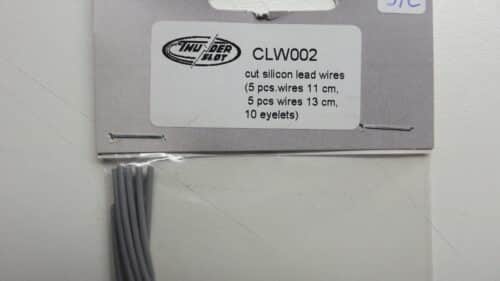 THUNDER
SLOT
CLW002
cut silicon lead wires
(5 pcs.wires 11 cm,
5 pcs wires 13 cm,
10 eyelets)